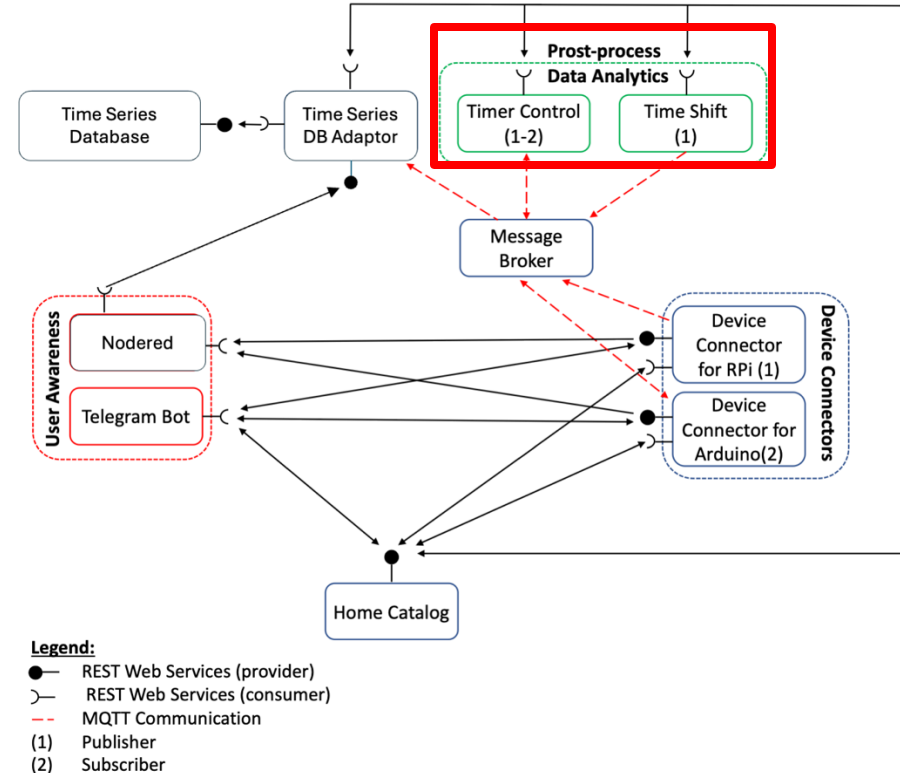 Prost-process
Data Analytics
Time Series
Database
Time Series
DB Adaptor
Timer Control
(1-2)
Time Shift
(1)
Message
Broker
User Awareness
Nodered
Telegram Bot
Device
Connector
for RPi (1)
Device
Connector for
Arduino(2)
Device Connectors
Home Catalog
Legend:
REST Web Services (provider)
REST Web Services (consumer)
MQTT Communication
(1) Publisher
(2) Subscriber